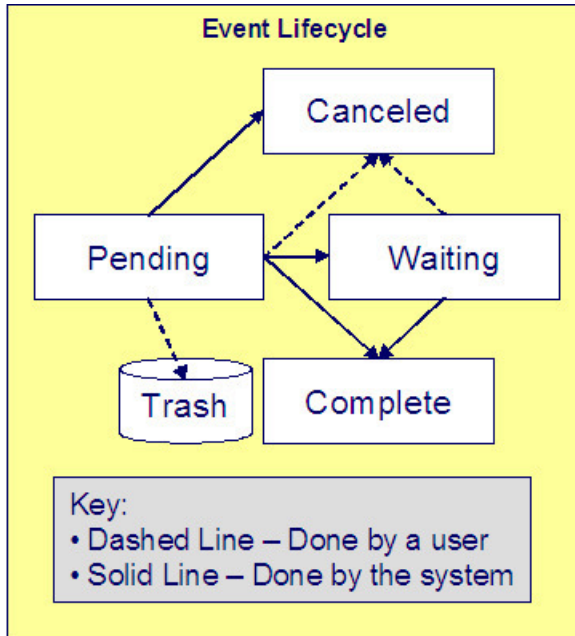 Event Lifecycle
Canceled
Pending
Waiting
Trash
Complete
Key:
• Dashed Line – Done by a user
• Solid Line – Done by the system